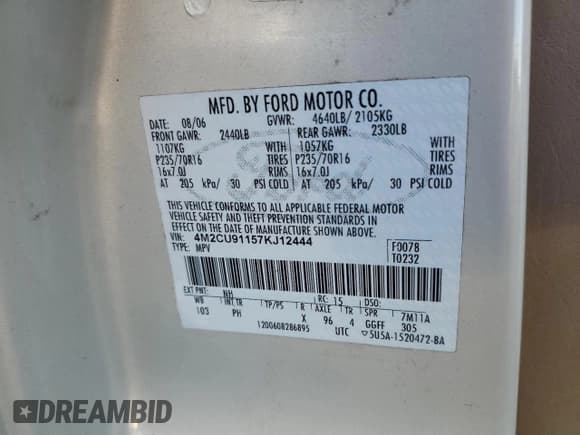 MFD. BY FORD MOTOR CO.
DATE: 08/06 GVWR: 4640LB/ 2105KG
FRONT GAWR: 2440LB REAR GAWR: 2330LB
1107KG WITH 1057KG WITH
P235/70R16 TIRES P235/70R16 TIRES
16x7.0J RIMS 16x7.0J RIMS
AT 205 kPa/ 30 PSI COLD AT 205 kPa/ 30 PSI COLD
THIS VEHICLE CONFORMS TO ALL APPLICABLE FEDERAL MOTOR
VEHICLE SAFETY AND THEFT PREVENTION STANDARDS IN
EFFECT ON THE DATE OF MANUFACTURE SHOWN ABOVE.
VIN: 4M2CU91157KJ12444 F0078
TYPE: MPV T0232
EXT PNT: NH RC: 15 DSO:
WB INT TR TP/PS R AXLE TR SPR 7M11A
103 PH X 96 4 GGFF 305
1200608286895 UTC ▽5U5A-1520472-BA
DREAMBID